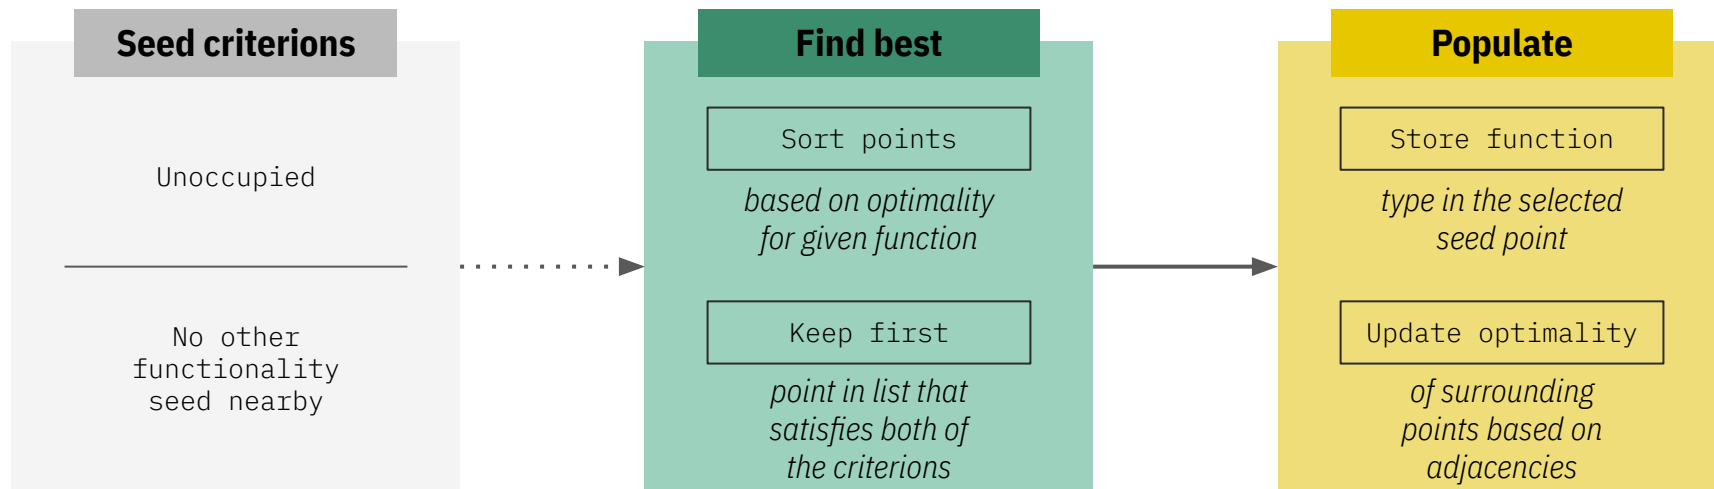 Seed criterions
Unoccupied
No other
functionality
seed nearby
Find best
Sort points
based on optimality
for given function
Keep first
point in list that
satisfies both of
the criterions
Populate
Store function
type in the selected
seed point
Update optimality
of surrounding
points based on
adjacencies